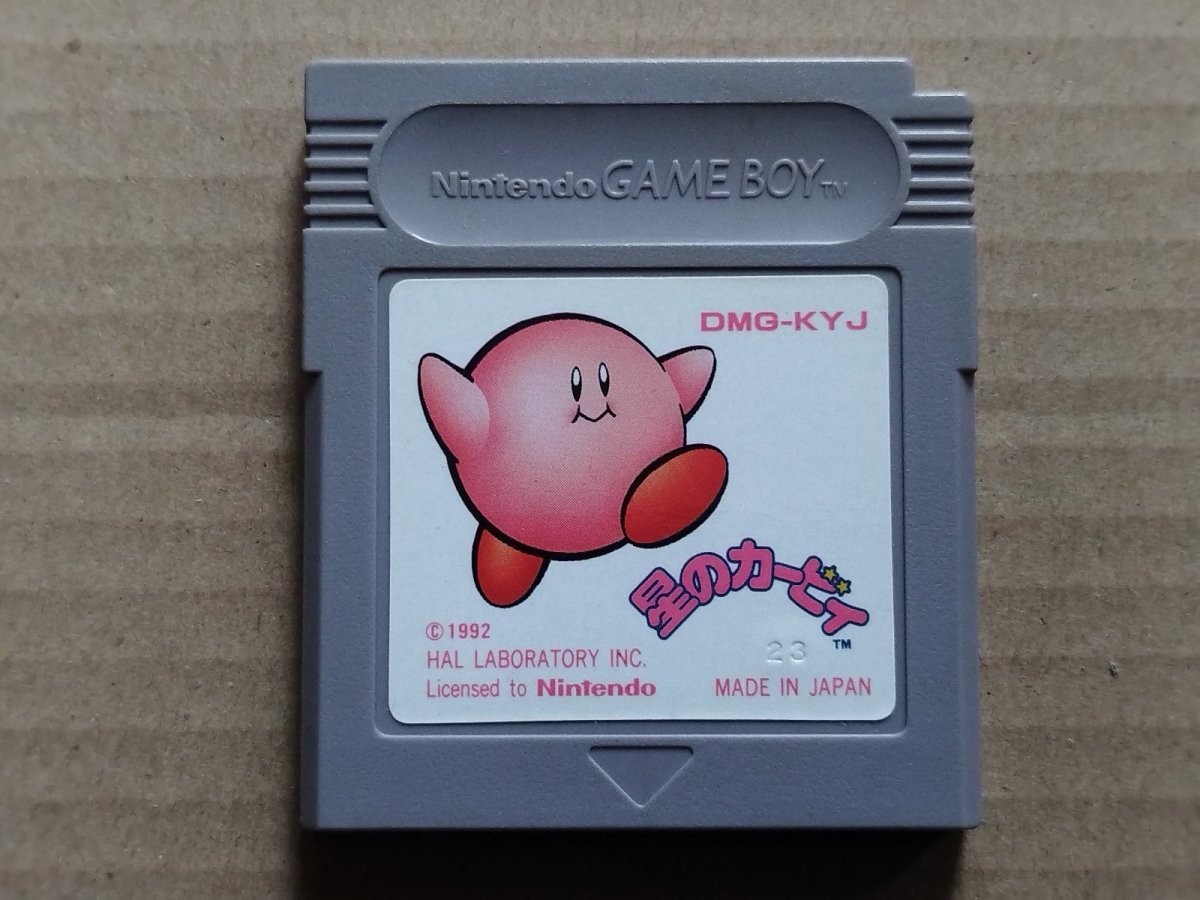 Nintendo GAME BOY TM
DMG-KYJ
星のカービィ TM
©1992
23
HAL LABORATORY INC.
Licensed to Nintendo
MADE IN JAPAN